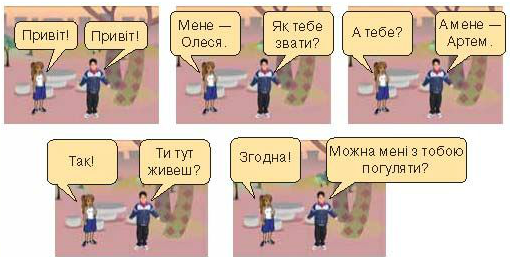 Привіт!
Привіт!
Мене —
Олеся.
Як тебе
звати?
А тебе?
А мене —
Артем.
Так!
Ти тут
живеш?
Згодна!
Можна мені з тобою
погуляти?